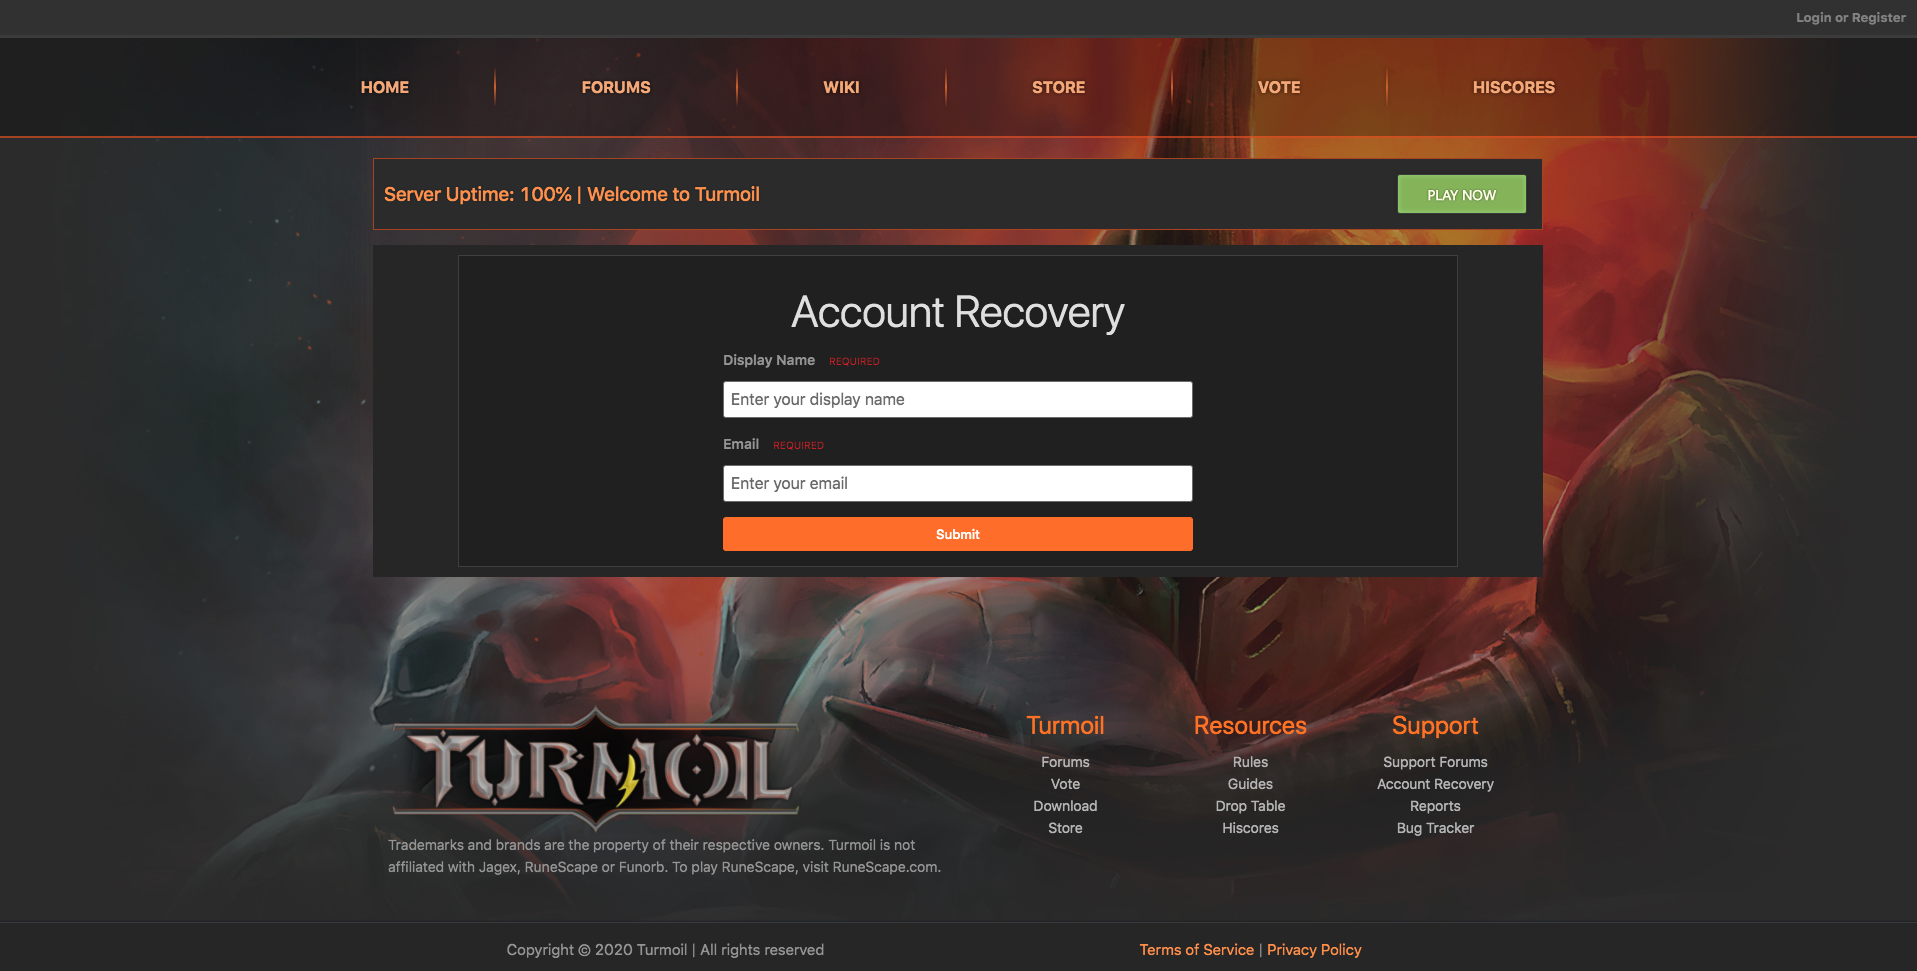 Login or Register
HOME
FORUMS
WIKI
STORE
VOTE
HISCORES
Server Uptime: 100% | Welcome to Turmoil
PLAY NOW
Account Recovery
Display Name REQUIRED
Enter your display name
Email REQUIRED
Enter your email
Submit
TURMOIL
Trademarks and brands are the property of their respective owners. Turmoil is not
affiliated with Jagex, RuneScape or Funorb. To play RuneScape, visit RuneScape.com.
Turmoil
Forums
Vote
Download
Store
Resources
Rules
Guides
Drop Table
Hiscores
Support
Support Forums
Account Recovery
Reports
Bug Tracker
Copyright © 2020 Turmoil | All rights reserved
Terms of Service | Privacy Policy